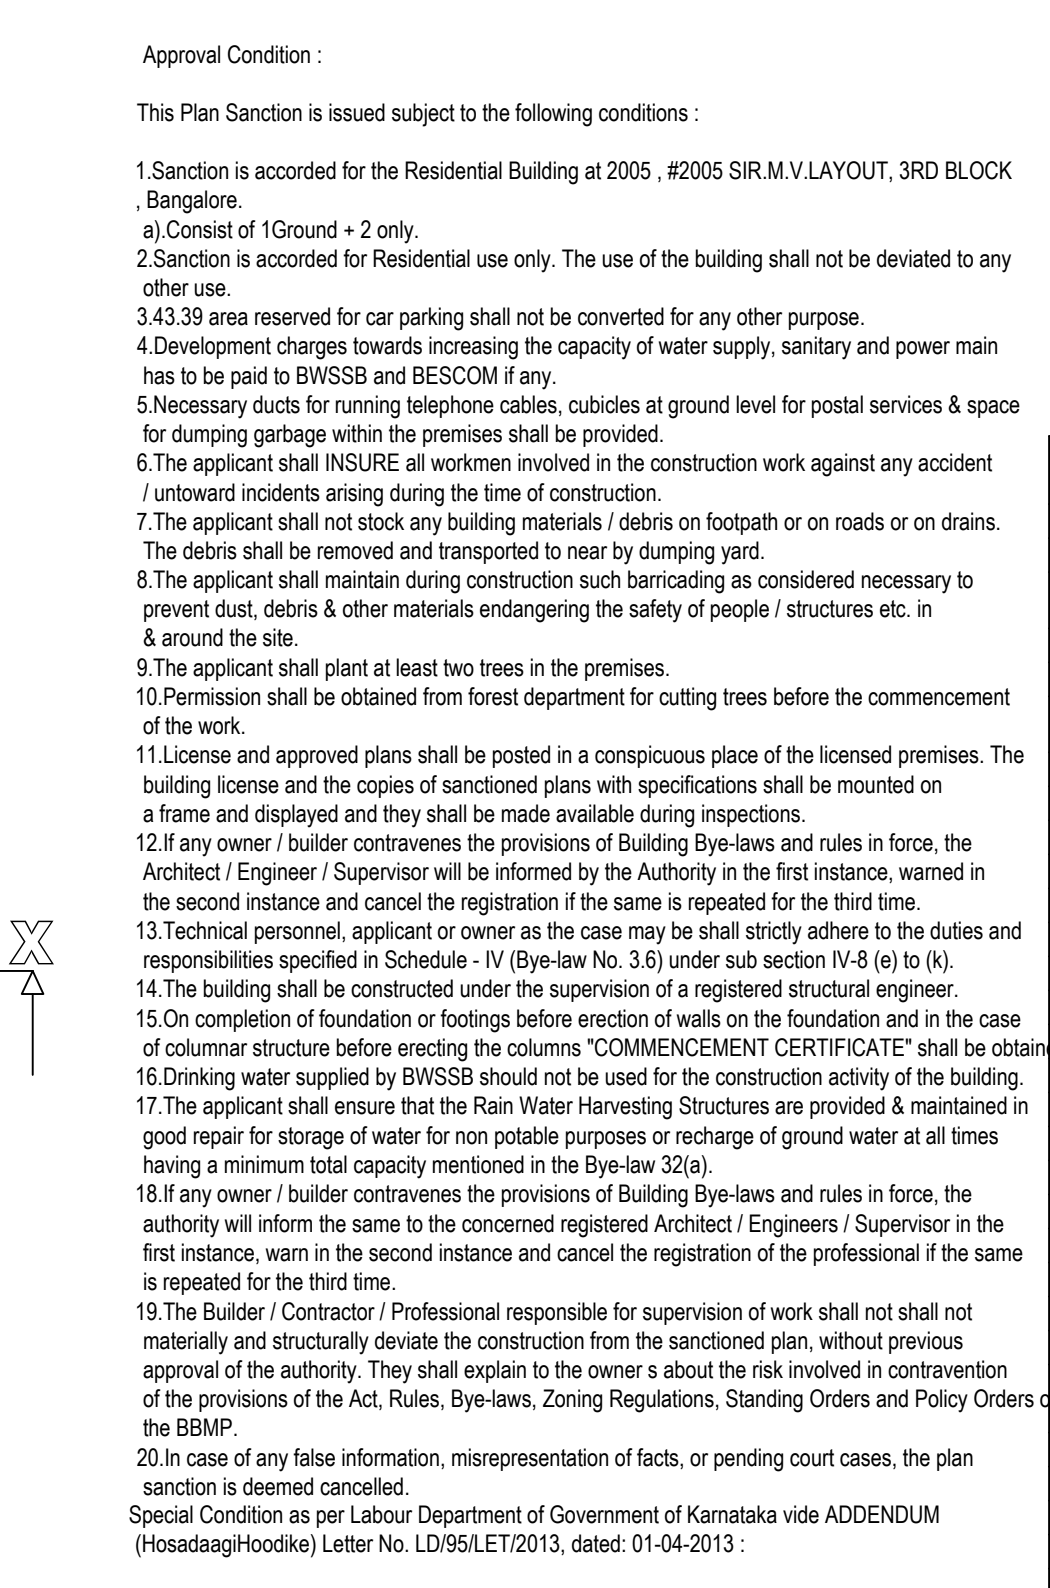 Approval Condition :
This Plan Sanction is issued subject to the following conditions :
1.Sanction is accorded for the Residential Building at 2005 , #2005 SIR.M.V.LAYOUT, 3RD BLOCK
, Bangalore.
a).Consist of 1Ground + 2 only.
2.Sanction is accorded for Residential use only. The use of the building shall not be deviated to any
other use.
3.43.39 area reserved for car parking shall not be converted for any other purpose.
4.Development charges towards increasing the capacity of water supply, sanitary and power main
has to be paid to BWSSB and BESCOM if any.
5.Necessary ducts for running telephone cables, cubicles at ground level for postal services & space
for dumping garbage within the premises shall be provided.
6.The applicant shall INSURE all workmen involved in the construction work against any accident
/ untoward incidents arising during the time of construction.
7.The applicant shall not stock any building materials / debris on footpath or on roads or on drains.
The debris shall be removed and transported to near by dumping yard.
8.The applicant shall maintain during construction such barricading as considered necessary to
prevent dust, debris & other materials endangering the safety of people / structures etc. in
& around the site.
9.The applicant shall plant at least two trees in the premises.
10.Permission shall be obtained from forest department for cutting trees before the commencement
of the work.
11.License and approved plans shall be posted in a conspicuous place of the licensed premises. The
building license and the copies of sanctioned plans with specifications shall be mounted on
a frame and displayed and they shall be made available during inspections.
12.If any owner / builder contravenes the provisions of Building Bye-laws and rules in force, the
Architect / Engineer / Supervisor will be informed by the Authority in the first instance, warned in
the second instance and cancel the registration if the same is repeated for the third time.
X
13.Technical personnel, applicant or owner as the case may be shall strictly adhere to the duties and
responsibilities specified in Schedule - IV (Bye-law No. 3.6) under sub section IV-8 (e) to (k).
14.The building shall be constructed under the supervision of a registered structural engineer.
15.On completion of foundation or footings before erection of walls on the foundation and in the case
of columnar structure before erecting the columns "COMMENCEMENT CERTIFICATE" shall be
16.Drinking water supplied by BWSSB should not be used for the construction activity of the building.
17.The applicant shall ensure that the Rain Water Harvesting Structures are provided & maintained in
good repair for storage of water for non potable purposes or recharge of ground water at all times
having a minimum total capacity mentioned in the Bye-law 32(a).
18.If any owner / builder contravenes the provisions of Building Bye-laws and rules in force, the
authority will inform the same to the concerned registered Architect / Engineers / Supervisor in the
first instance, warn in the second instance and cancel the registration of the professional if the same
is repeated for the third time.
19.The Builder / Contractor / Professional responsible for supervision of work shall not shall not
materially and structurally deviate the construction from the sanctioned plan, without previous
approval of the authority. They shall explain to the owner s about the risk involved in contravention
of the provisions of the Act, Rules, Bye-laws, Zoning Regulations, Standing Orders and Policy Orders
the BBMP.
20.In case of any false information, misrepresentation of facts, or pending court cases, the plan
sanction is deemed cancelled.
Special Condition as per Labour Department of Government of Karnataka vide ADDENDUM
(HosadaagiHoodike) Letter No. LD/95/LET/2013, dated: 01-04-2013 :